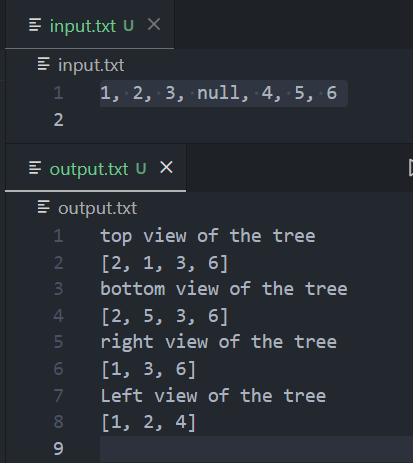 input.txt U ×
input.txt
1 1, 2, 3, null, 4, 5, 6
2
output.txt U ×
output.txt
1 top view of the tree
2 [2, 1, 3, 6]
3 bottom view of the tree
4 [2, 5, 3, 6]
5 right view of the tree
6 [1, 3, 6]
7 Left view of the tree
8 [1, 2, 4]
9